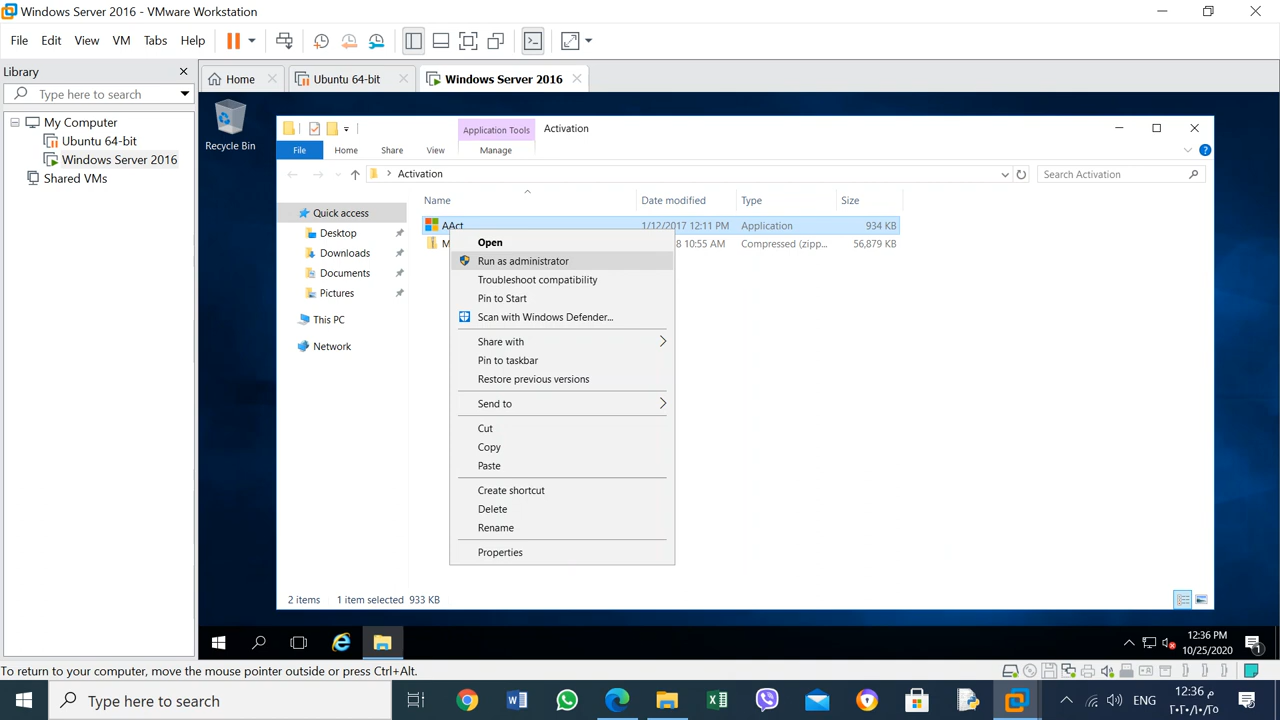 Windows Server 2016 - VMware Workstation
File Edit View VM Tabs Help
Library
Type here to search
My Computer
Ubuntu 64-bit
Windows Server 2016
Shared VMs
Home
Ubuntu 64-bit
Windows Server 2016
Recycle Bin
Application Tools
Activation
File Home Share View Manage
Activation
Search Activation
Name Date modified Type Size
Quick access
Desktop
Downloads
Documents
Pictures
This PC
Network
AAct 1/12/2017 12:11 PM Application 934 KB
M 8 10:55 AM Compressed (zipp... 56,879 KB
Open
Run as administrator
Troubleshoot compatibility
Pin to Start
Scan with Windows Defender...
Share with
Pin to taskbar
Restore previous versions
Send to
Cut
Copy
Paste
Create shortcut
Delete
Rename
Properties
2 items 1 item selected 933 KB
12:36 PM
10/25/2020
1
To return to your computer, move the mouse pointer outside or press Ctrl+Alt.
Type here to search
ENG
12:36 م
٢٠٢٠/١٠/٢٥